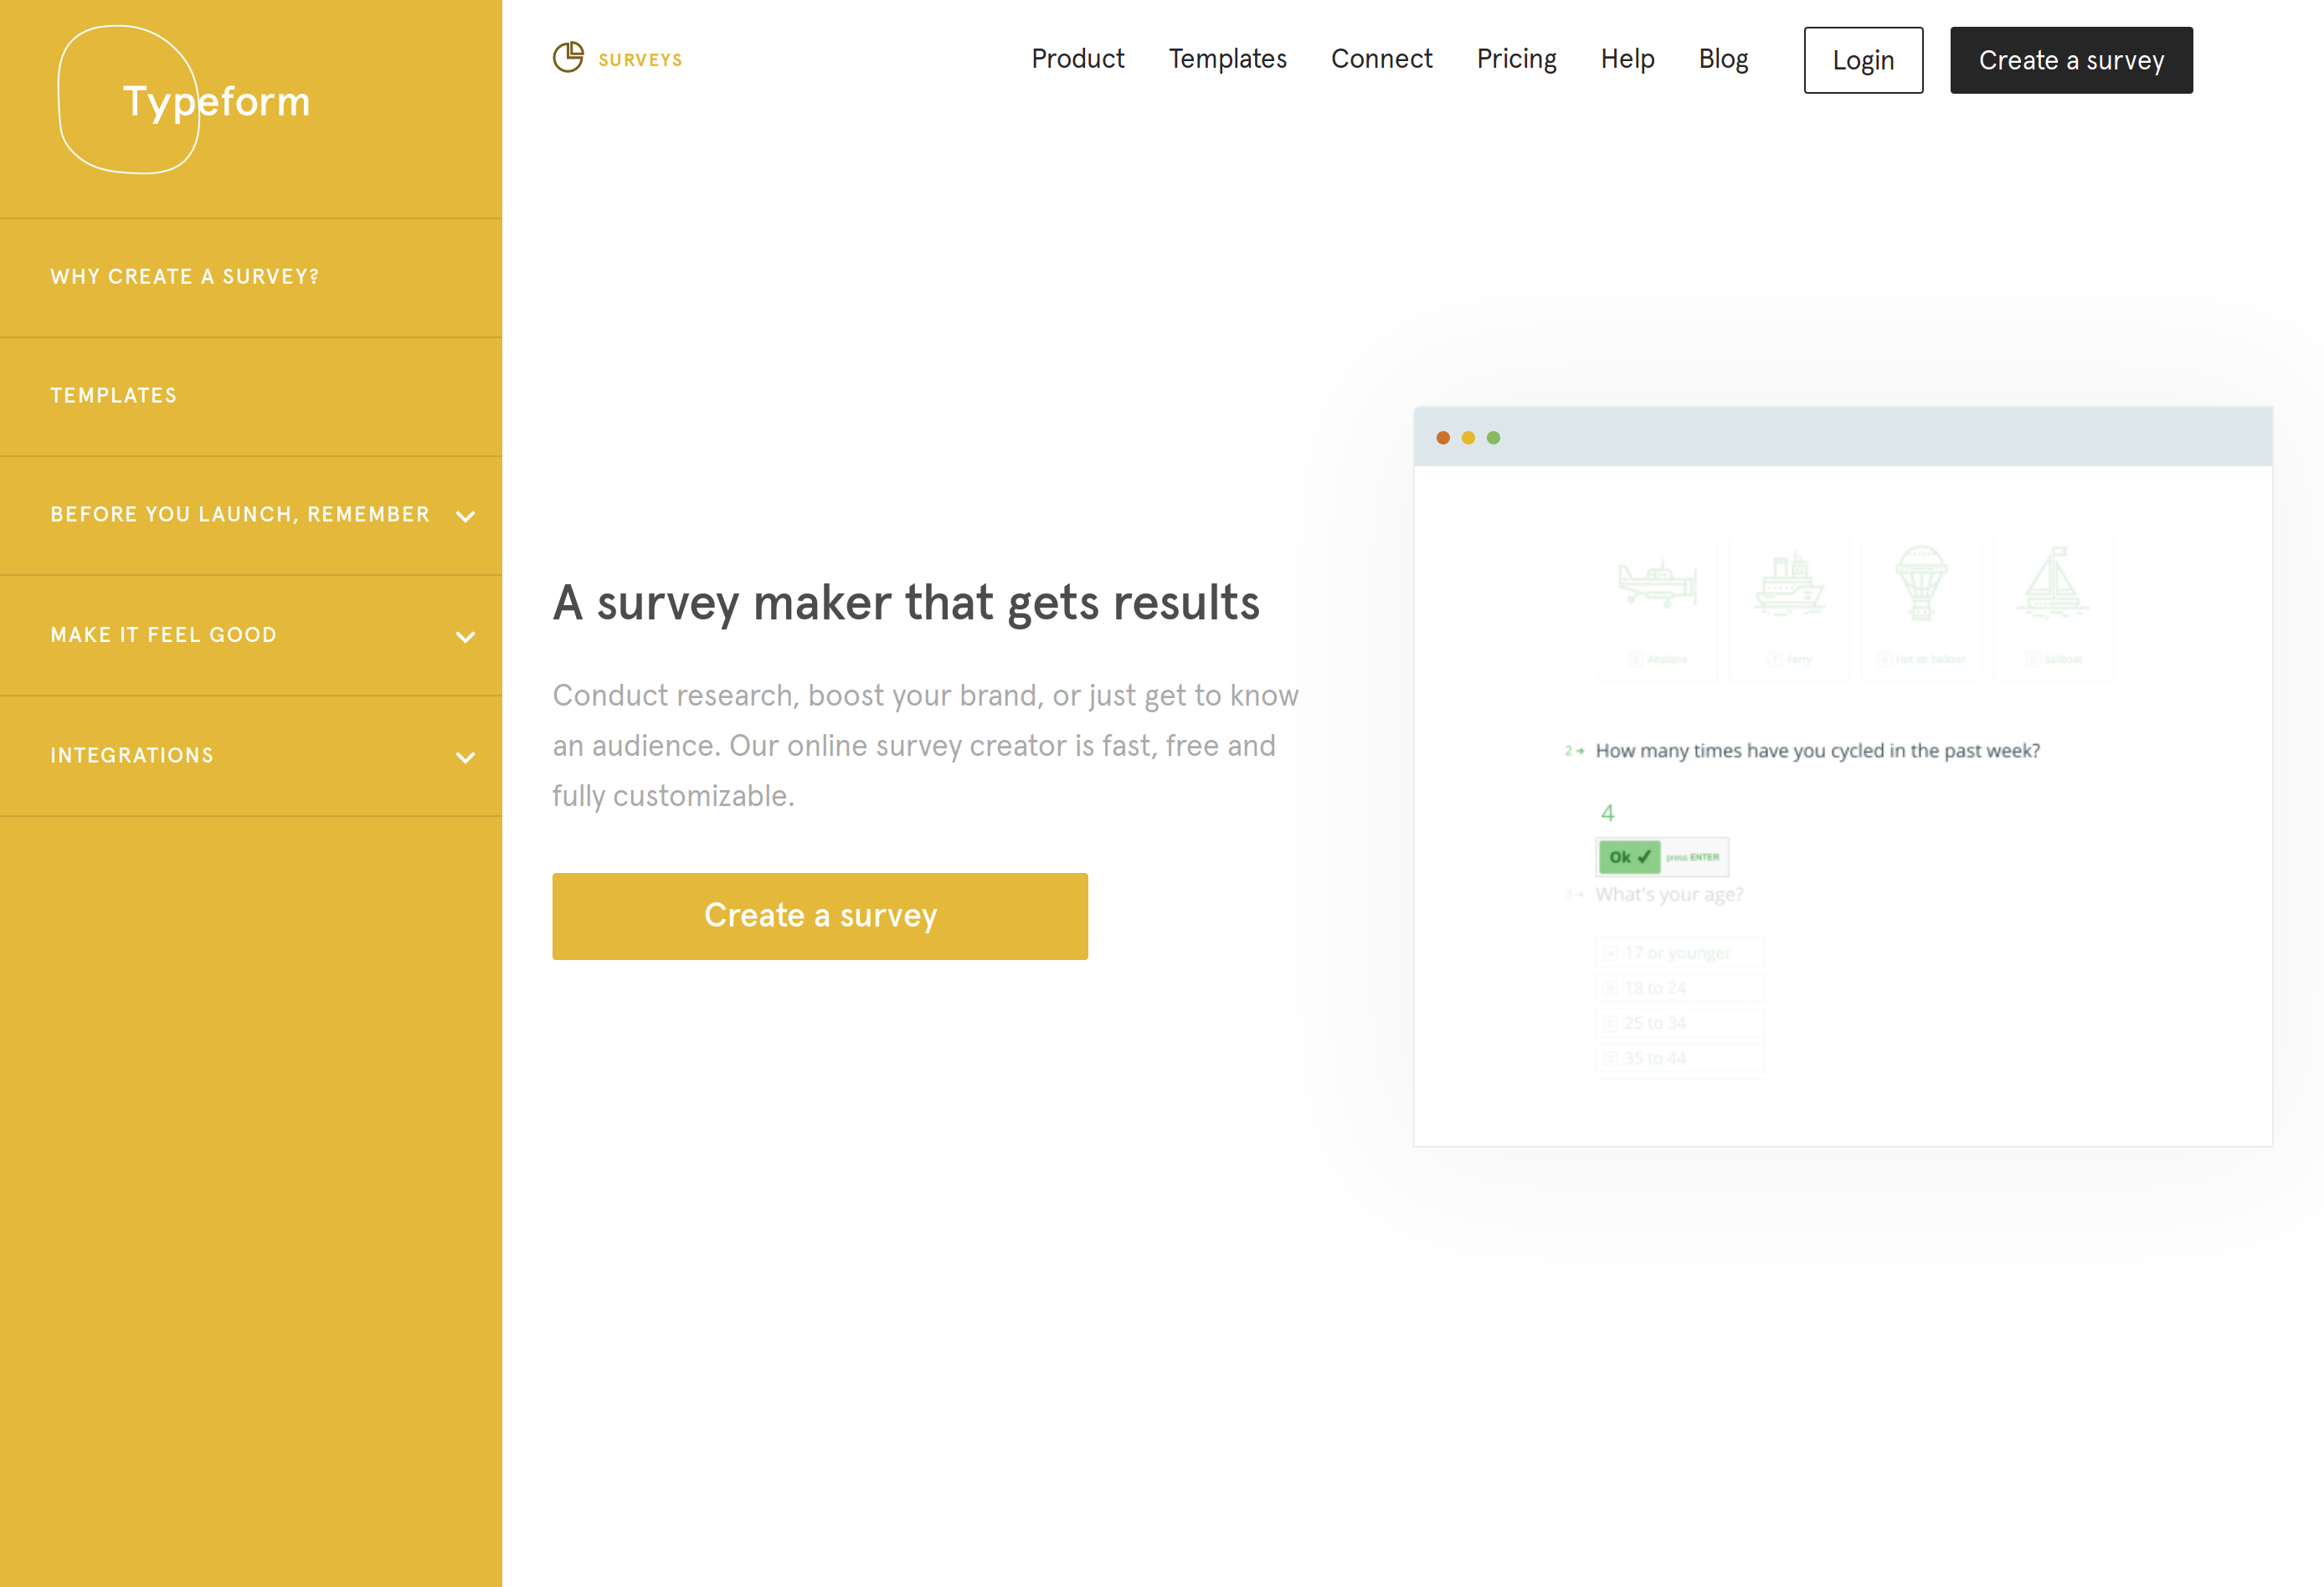 Typeform
WHY CREATE A SURVEY?
TEMPLATES
BEFORE YOU LAUNCH, REMEMBER
MAKE IT FEEL GOOD
INTEGRATIONS
SURVEYS
Product Templates Connect Pricing Help Blog Login Create a survey
A survey maker that gets results
Conduct research, boost your brand, or just get to know
an audience. Our online survey creator is fast, free and
fully customizable.
Create a survey
Airplane Ferry Hot air balloon Sailboat
2 How many times have you cycled in the past week?
4
Ok press ENTER
3 What's your age?
17 or younger
18 to 24
25 to 34
35 to 44